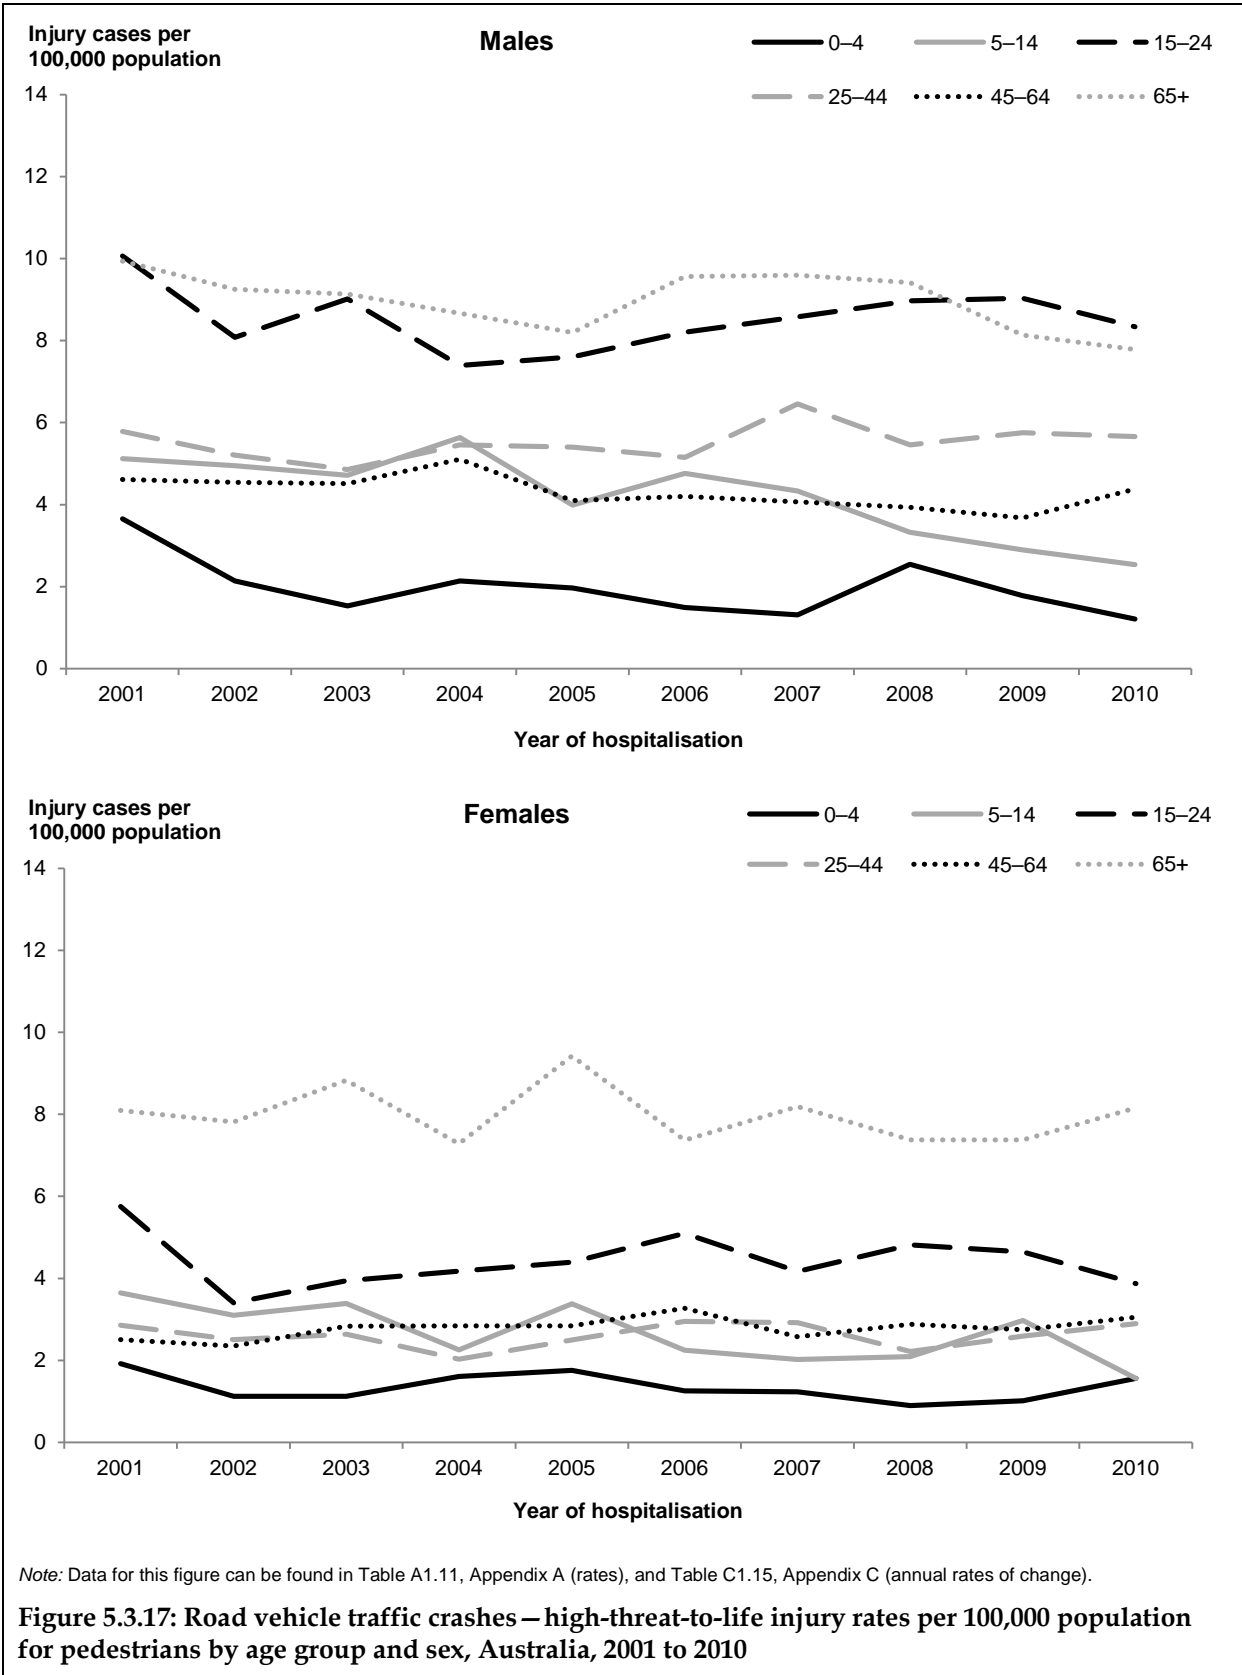 Injury cases per
100,000 population
Males
0–4
5–14
15–24
25–44
45–64
65+
14
12
10
8
6
4
2
0
2001 2002 2003 2004 2005 2006 2007 2008 2009 2010
Year of hospitalisation
Injury cases per
100,000 population
Females
0–4
5–14
15–24
25–44
45–64
65+
14
12
10
8
6
4
2
0
2001 2002 2003 2004 2005 2006 2007 2008 2009 2010
Year of hospitalisation
Note: Data for this figure can be found in Table A1.11, Appendix A (rates), and Table C1.15, Appendix C (annual rates of change).
Figure 5.3.17: Road vehicle traffic crashes—high-threat-to-life injury rates per 100,000 population
for pedestrians by age group and sex, Australia, 2001 to 2010